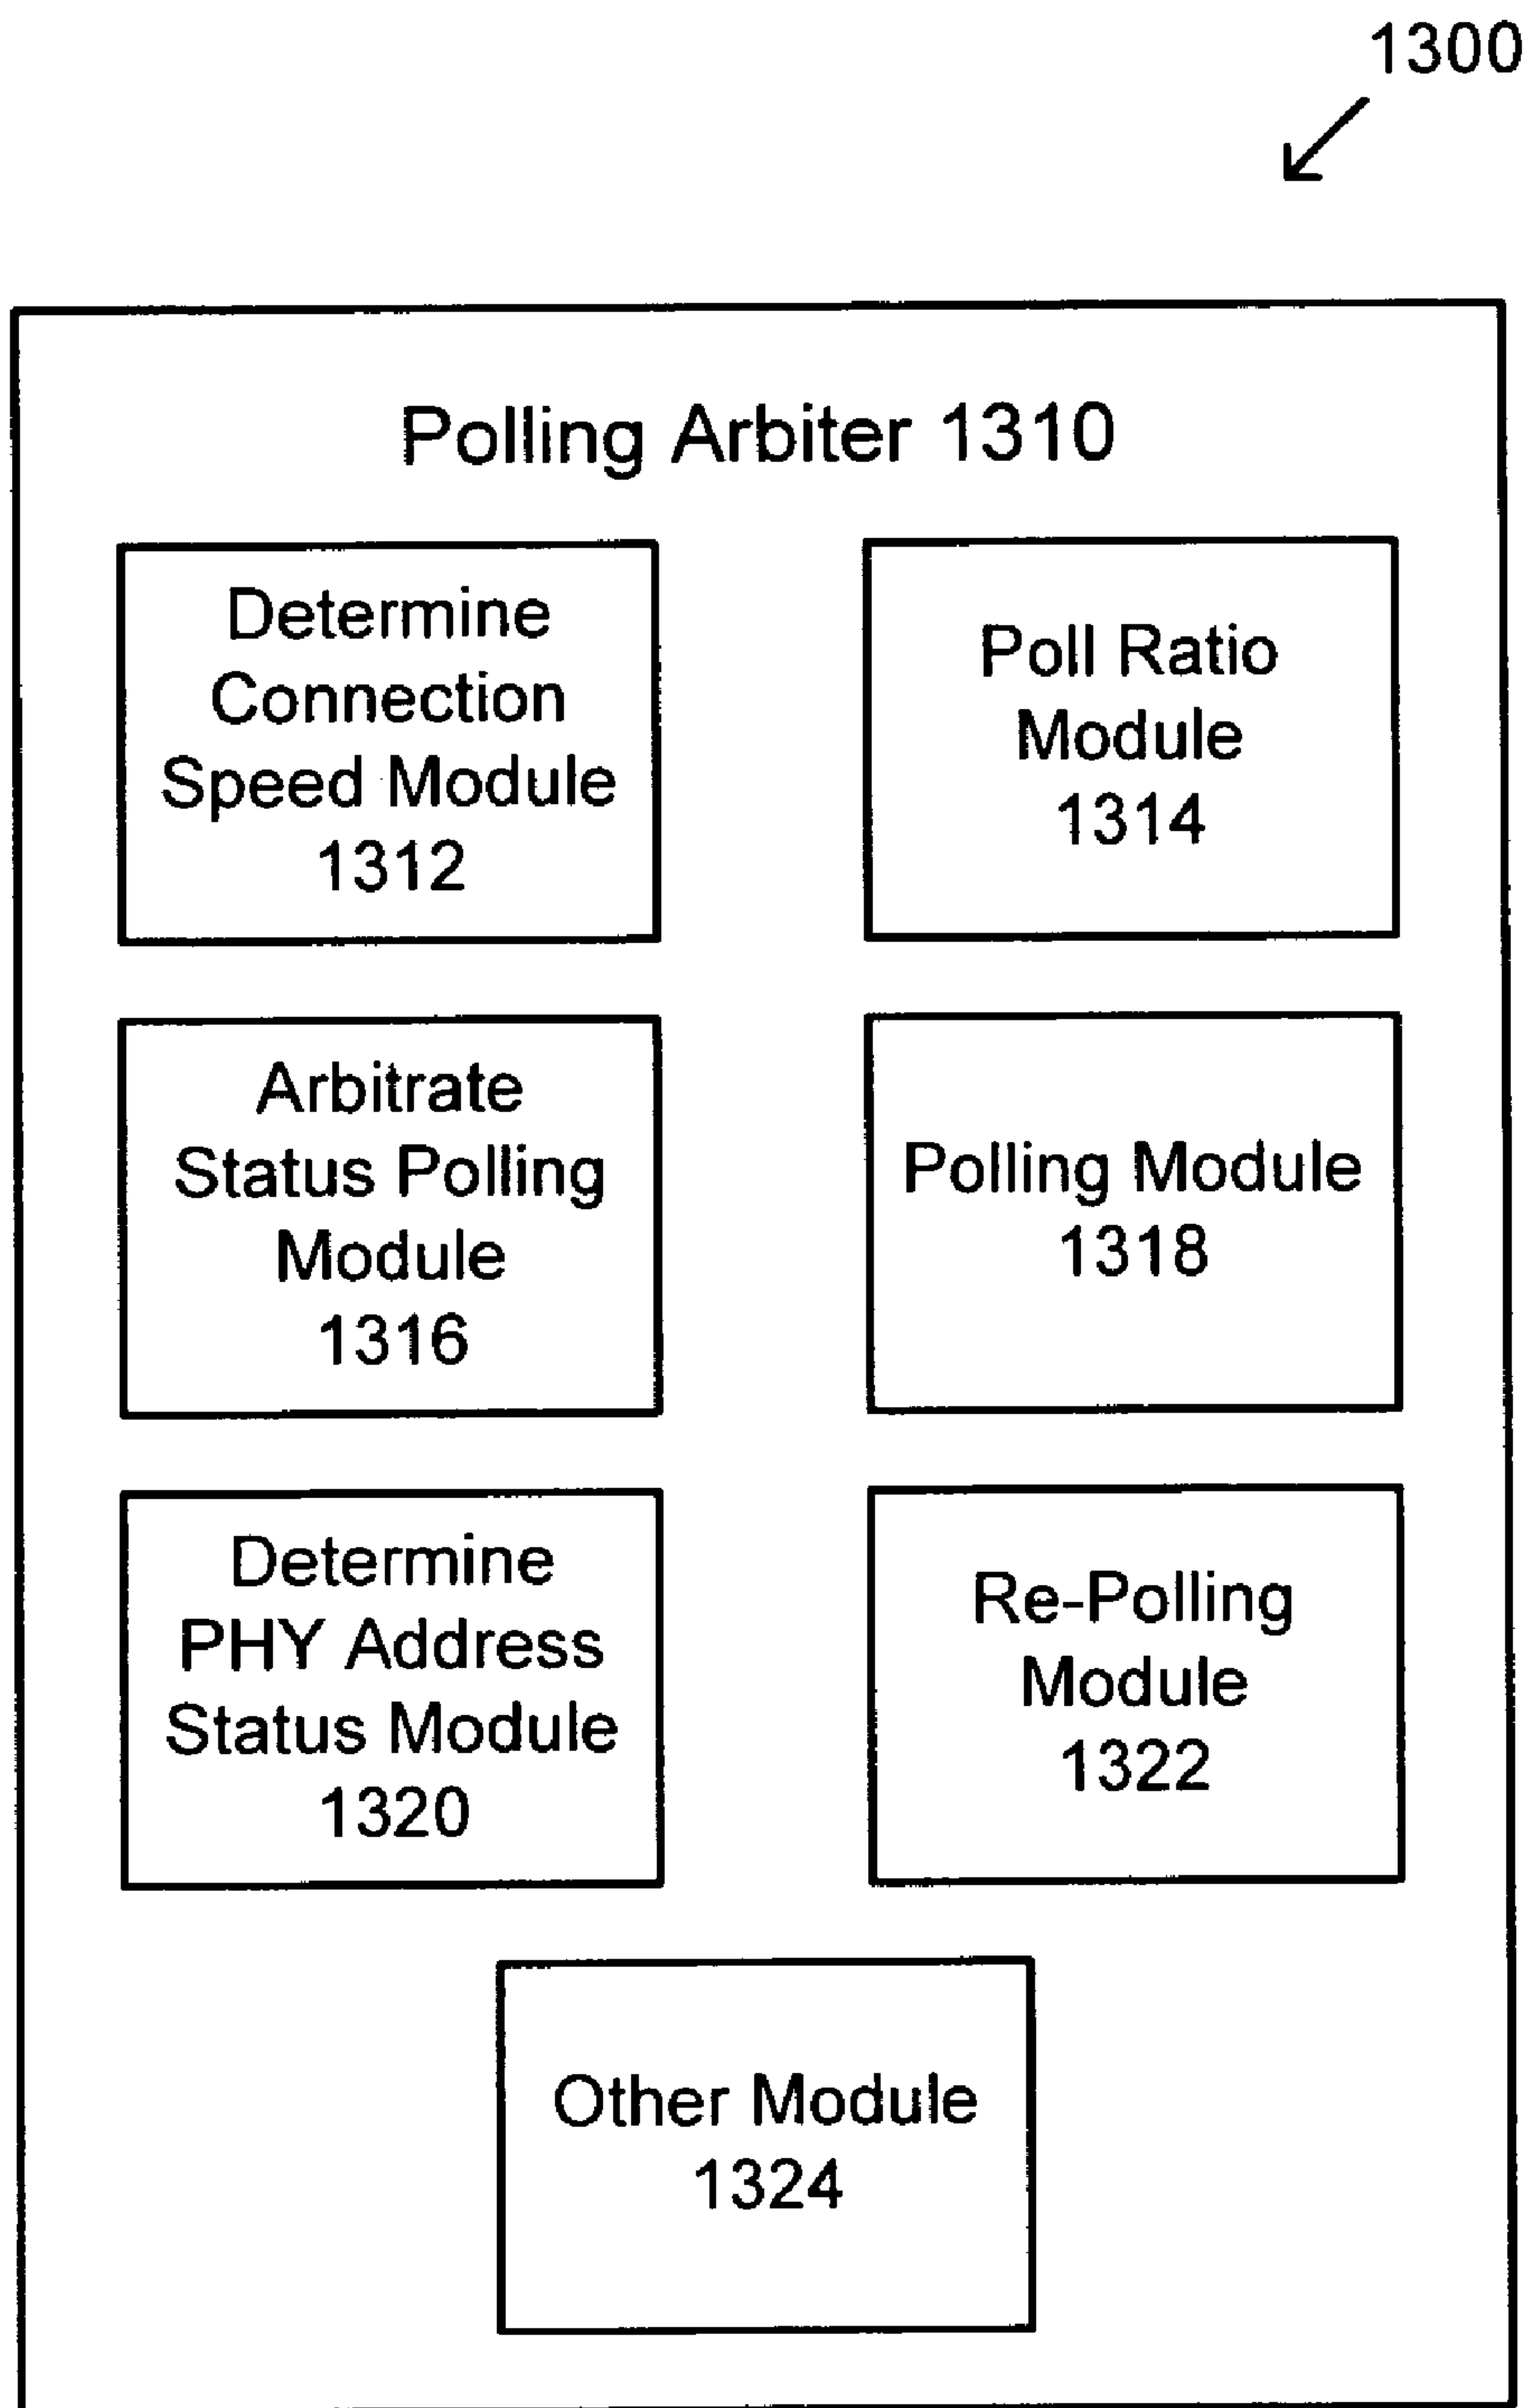 1300
Polling Arbiter 1310
Determine
Connection
Speed Module
1312
Poll Ratio
Module
1314
Arbitrate
Status Polling
Module
1316
Polling Module
1318
Determine
PHY Address
Status Module
1320
Re-Polling
Module
1322
Other Module
1324